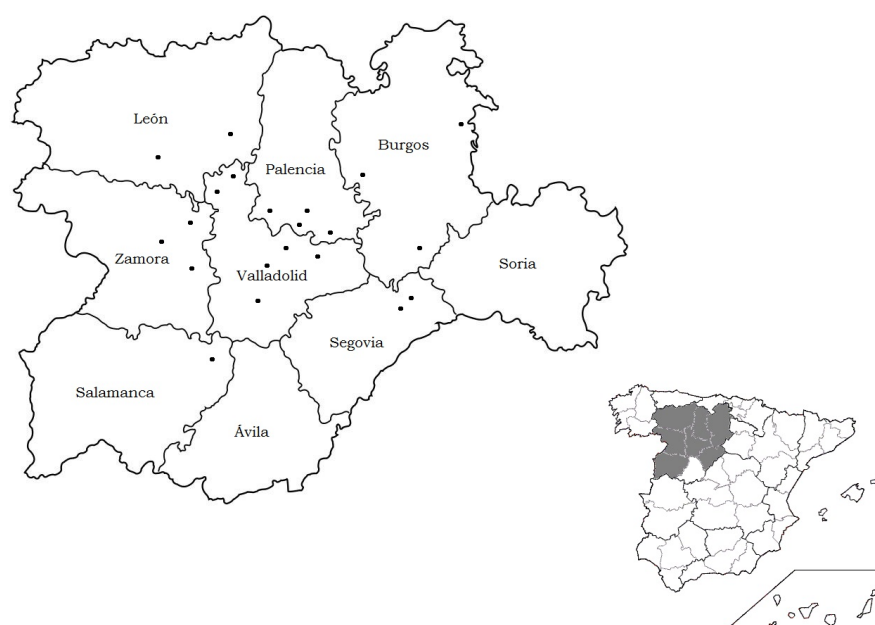 León
Burgos
Palencia
Zamora
Soria
Valladolid
Segovia
Salamanca
Ávila